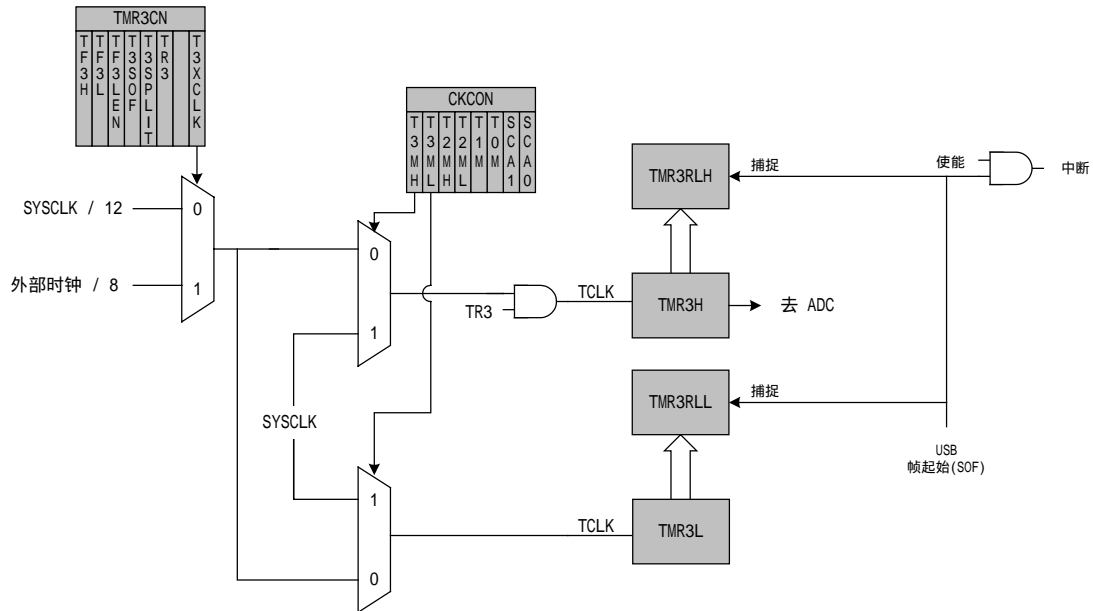 TMR3CN
TF3H
TF3L
TF3LEN
T3SOF
T3SPLIT
TR3
T3XCLK
CKCON
T3MH
T3ML
T2MH
T2ML
T1M
T0M
SCA1
SCA0
SYSCLK / 12
0
外部时钟 / 8
1
0
1
TR3
TCLK
TMR3RLH
捕捉
使能
中断
TMR3H
去 ADC
SYSCLK
TMR3RLL
捕捉
USB
帧起始(SOF)
1
0
TCLK
TMR3L